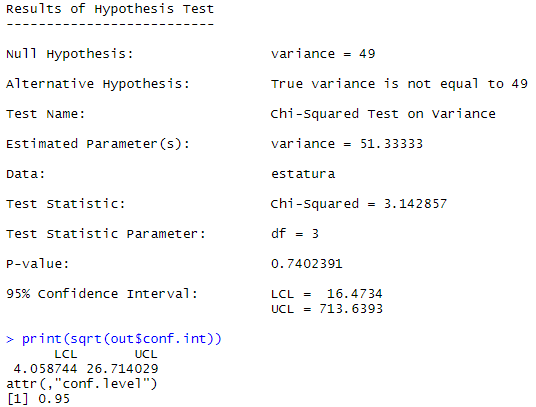 Results of Hypothesis Test
--------------------------
Null Hypothesis: variance = 49
Alternative Hypothesis: True variance is not equal to 49
Test Name: Chi-Squared Test on Variance
Estimated Parameter(s): variance = 51.33333
Data: estatura
Test Statistic: Chi-Squared = 3.142857
Test Statistic Parameter: df = 3
P-value: 0.7402391
95% Confidence Interval: LCL =  16.4734
UCL = 713.6393
> print(sqrt(out$conf.int))
LCL UCL
4.058744 26.714029
attr(,"conf.level")
[1] 0.95